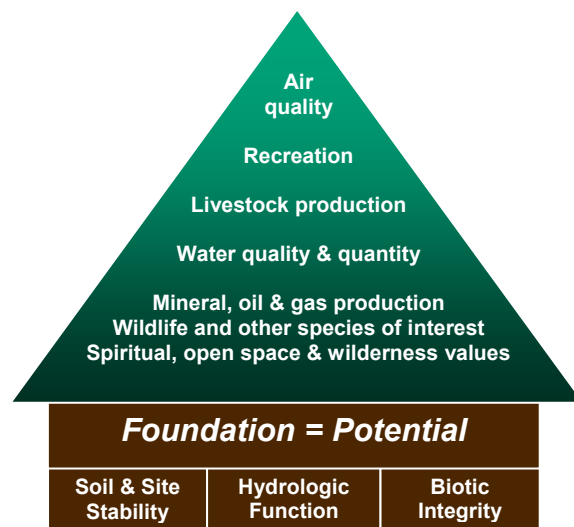 Air
quality
Recreation
Livestock production
Water quality & quantity
Mineral, oil & gas production
Wildlife and other species of interest
Spiritual, open space & wilderness values
Foundation = Potential
Soil & Site
Stability
Hydrologic
Function
Biotic
Integrity